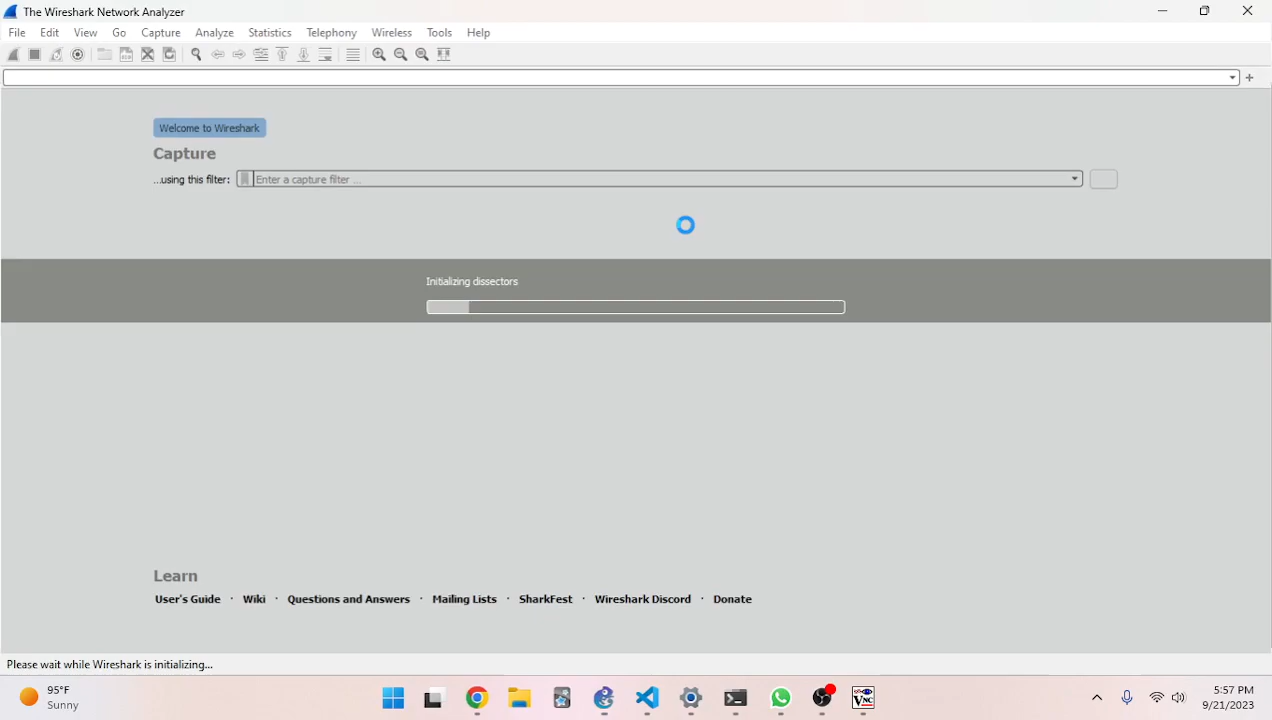 The Wireshark Network Analyzer
File Edit View Go Capture Analyze Statistics Telephony Wireless Tools Help
Welcome to Wireshark
Capture
...using this filter: Enter a capture filter ...
Initializing dissectors
Learn
User's Guide · Wiki · Questions and Answers · Mailing Lists · SharkFest · Wireshark Discord · Donate
Please wait while Wireshark is initializing...
95°F
Sunny
VNC
5:57 PM
9/21/2023